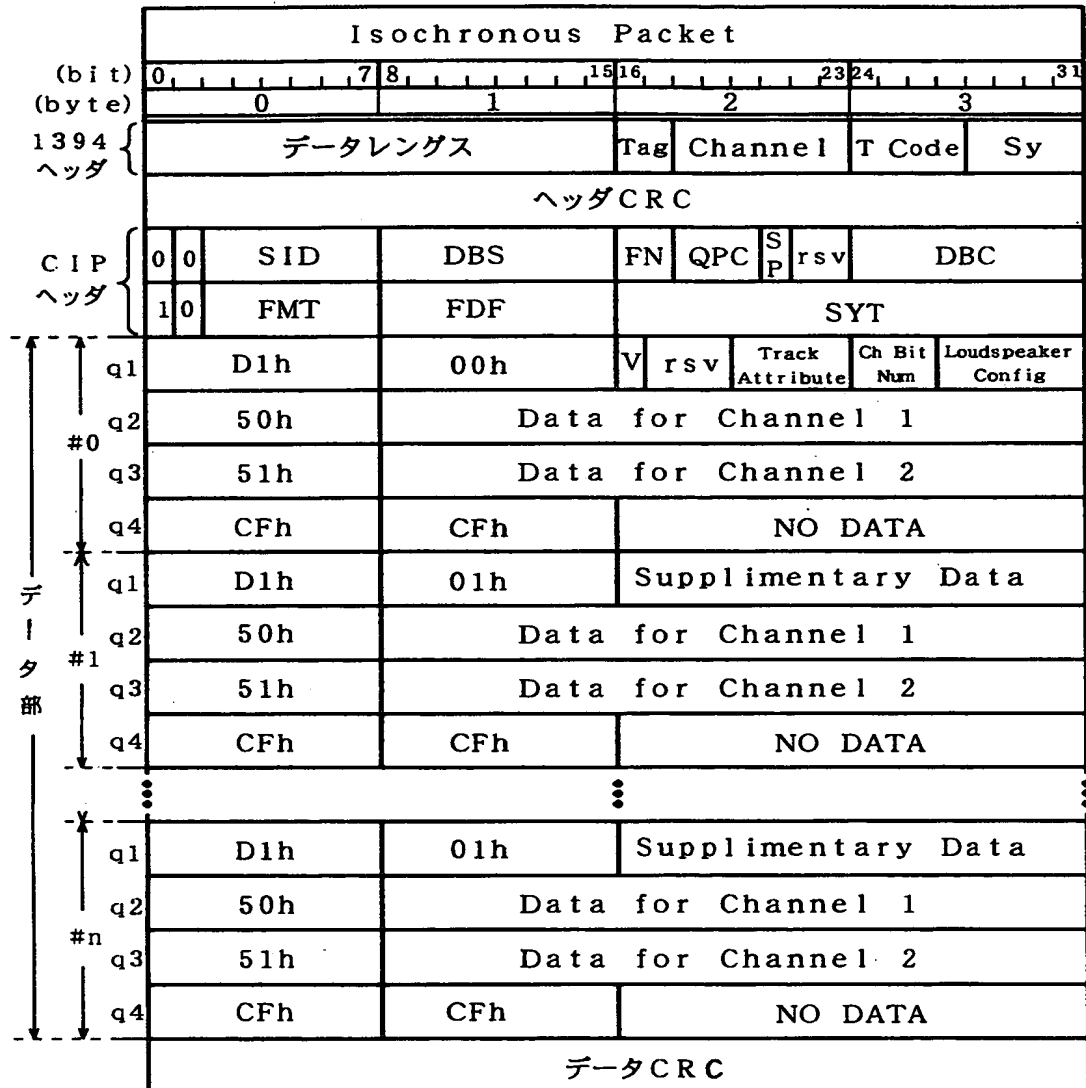 Isochronous Packet
(bit) 0 7 8 15 16 23 24 31
(byte) 0 1 2 3
1394 ヘッダ データレングス Tag Channel T Code Sy
ヘッダCRC
CIP ヘッダ 0 0 SID DBS FN QPC SP rsv DBC
1 0 FMT FDF SYT
データ部
#0
q1 D1h 00h V rsv Track Attribute Ch Bit Num Loudspeaker Config
q2 50h Data for Channel 1
q3 51h Data for Channel 2
q4 CFh CFh NO DATA
#1
q1 D1h 01h Supplimentary Data
q2 50h Data for Channel 1
q3 51h Data for Channel 2
q4 CFh CFh NO DATA
#n
q1 D1h 01h Supplimentary Data
q2 50h Data for Channel 1
q3 51h Data for Channel 2
q4 CFh CFh NO DATA
データCRC